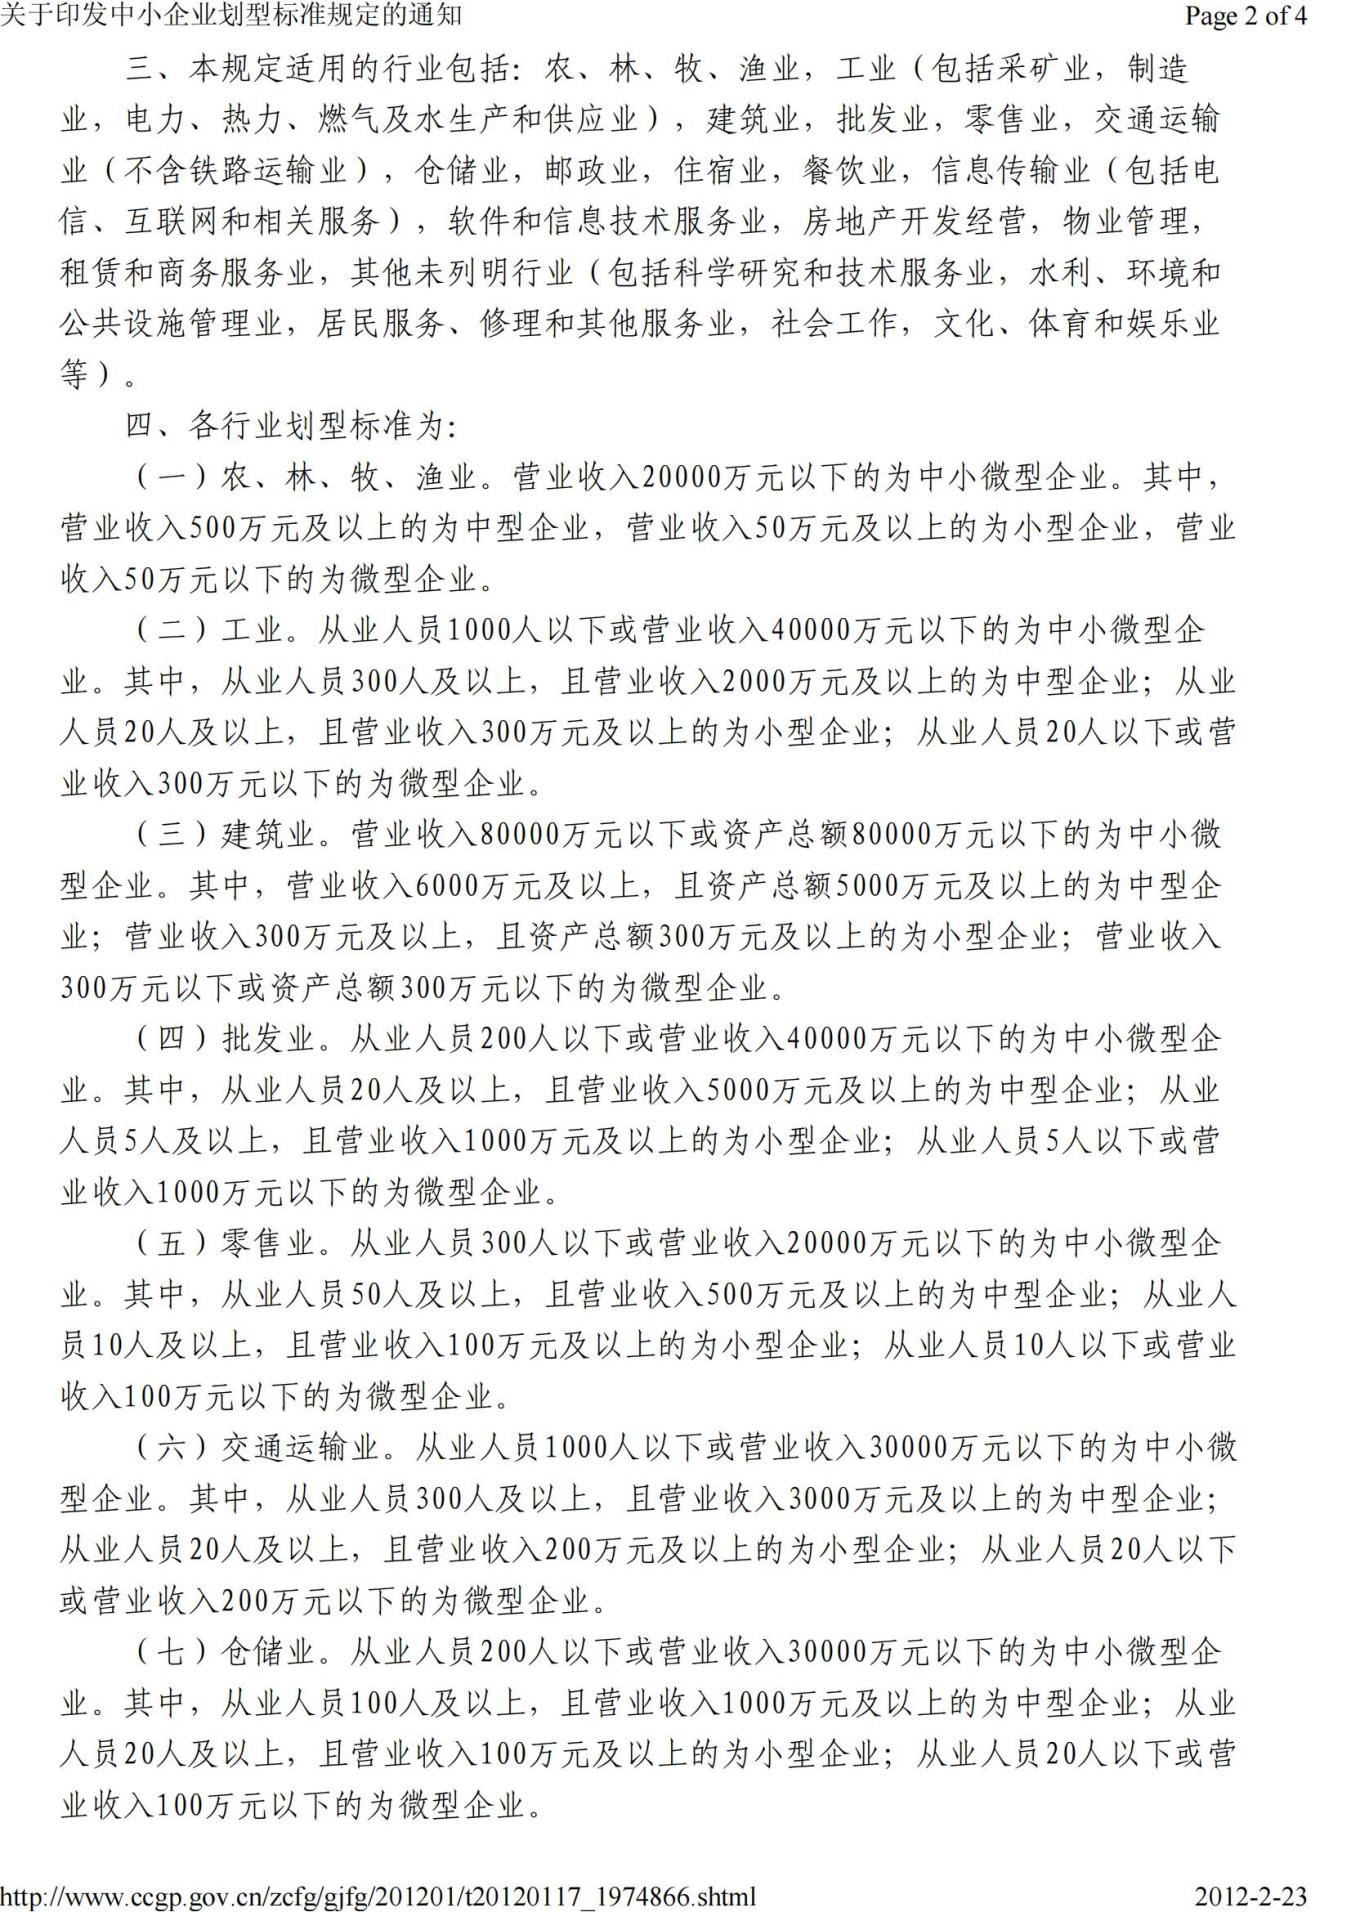 关于印发中小企业划型标准规定的通知 Page 2 of 4
三、本规定适用的行业包括：农、林、牧、渔业，工业（包括采矿业，制造
业，电力、热力、燃气及水生产和供应业），建筑业，批发业，零售业，交通运输
业（不含铁路运输业），仓储业，邮政业，住宿业，餐饮业，信息传输业（包括电
信、互联网和相关服务），软件和信息技术服务业，房地产开发经营，物业管理，
租赁和商务服务业，其他未列明行业（包括科学研究和技术服务业，水利、环境和
公共设施管理业，居民服务、修理和其他服务业，社会工作，文化、体育和娱乐业
等）。
四、各行业划型标准为：
（一）农、林、牧、渔业。营业收入20000万元以下的为中小微型企业。其中，
营业收入500万元及以上的为中型企业，营业收入50万元及以上的为小型企业，营业
收入50万元以下的为微型企业。
（二）工业。从业人员1000人以下或营业收入40000万元以下的为中小微型企
业。其中，从业人员300人及以上，且营业收入2000万元及以上的为中型企业；从业
人员20人及以上，且营业收入300万元及以上的为小型企业；从业人员20人以下或营
业收入300万元以下的为微型企业。
（三）建筑业。营业收入80000万元以下或资产总额80000万元以下的为中小微
型企业。其中，营业收入6000万元及以上，且资产总额5000万元及以上的为中型企
业；营业收入300万元及以上，且资产总额300万元及以上的为小型企业；营业收入
300万元以下或资产总额300万元以下的为微型企业。
（四）批发业。从业人员200人以下或营业收入40000万元以下的为中小微型企
业。其中，从业人员20人及以上，且营业收入5000万元及以上的为中型企业；从业
人员5人及以上，且营业收入1000万元及以上的为小型企业；从业人员5人以下或营
业收入1000万元以下的为微型企业。
（五）零售业。从业人员300人以下或营业收入20000万元以下的为中小微型企
业。其中，从业人员50人及以上，且营业收入500万元及以上的为中型企业；从业人
员10人及以上，且营业收入100万元及以上的为小型企业；从业人员10人以下或营业
收入100万元以下的为微型企业。
（六）交通运输业。从业人员1000人以下或营业收入30000万元以下的为中小微
型企业。其中，从业人员300人及以上，且营业收入3000万元及以上的为中型企业；
从业人员20人及以上，且营业收入200万元及以上的为小型企业；从业人员20人以下
或营业收入200万元以下的为微型企业。
（七）仓储业。从业人员200人以下或营业收入30000万元以下的为中小微型企
业。其中，从业人员100人及以上，且营业收入1000万元及以上的为中型企业；从业
人员20人及以上，且营业收入100万元及以上的为小型企业；从业人员20人以下或营
业收入100万元以下的为微型企业。
http://www.ccgp.gov.cn/zcfg/gjfg/201201/t20120117_1974866.shtml 2012-2-23